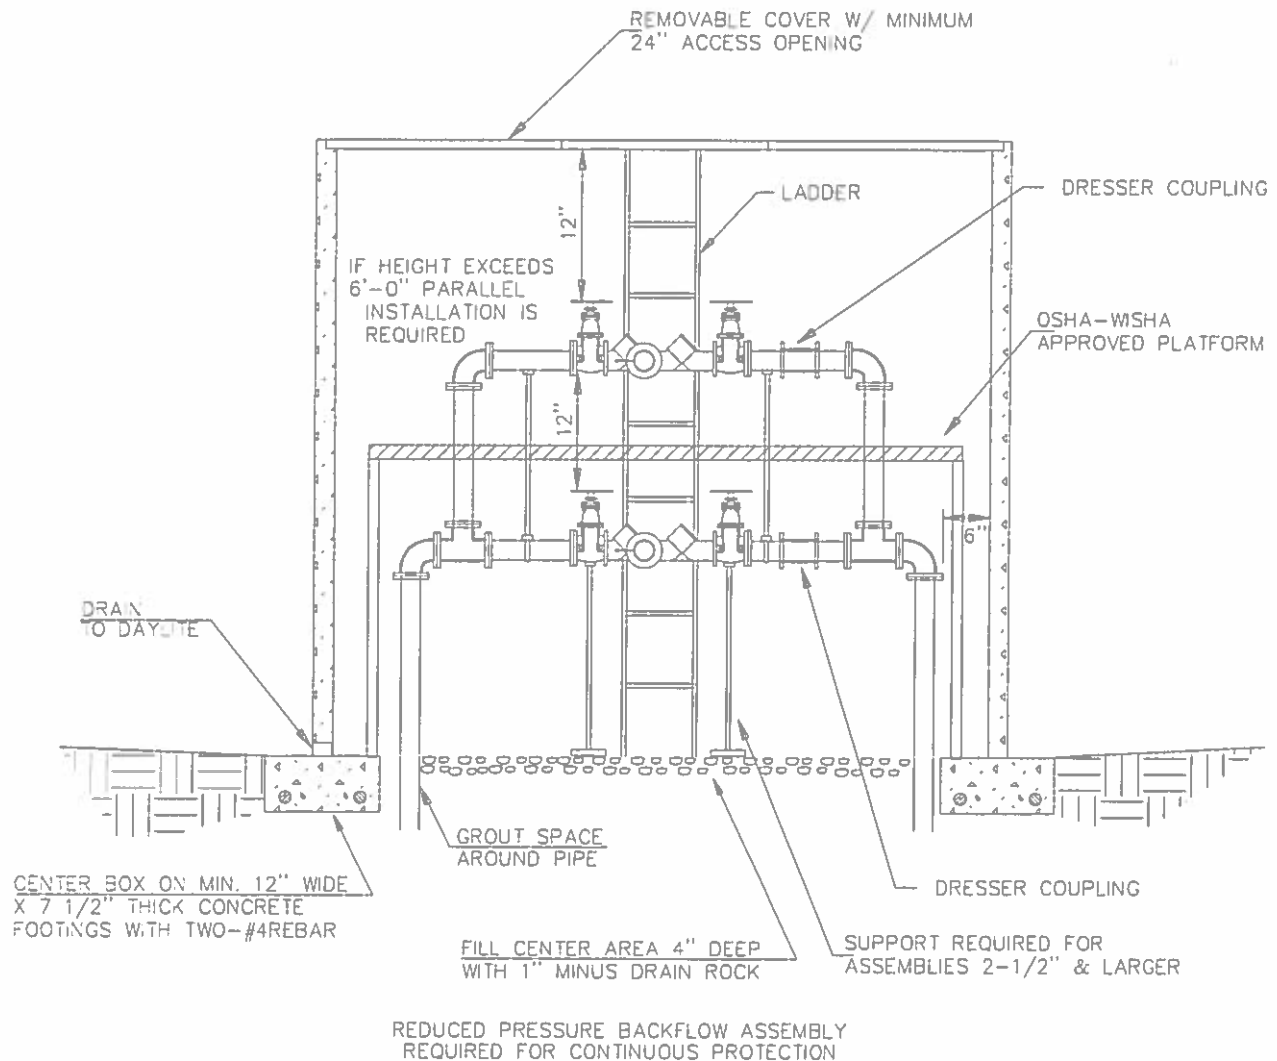 REMOVABLE COVER W/ MINIMUM
24" ACCESS OPENING
LADDER
DRESSER COUPLING
12"
IF HEIGHT EXCEEDS
6'-0" PARALLEL
INSTALLATION IS
REQUIRED
OSHA-WISHA
APPROVED PLATFORM
12"
6"
DRAIN
TO DAYLITE
GROUT SPACE
AROUND PIPE
CENTER BOX ON MIN. 12" WIDE
X 7 1/2" THICK CONCRETE
FOOTINGS WITH TWO-#4REBAR
DRESSER COUPLING
FILL CENTER AREA 4" DEEP
WITH 1" MINUS DRAIN ROCK
SUPPORT REQUIRED FOR
ASSEMBLIES 2-1/2" & LARGER
REDUCED PRESSURE BACKFLOW ASSEMBLY
REQUIRED FOR CONTINUOUS PROTECTION